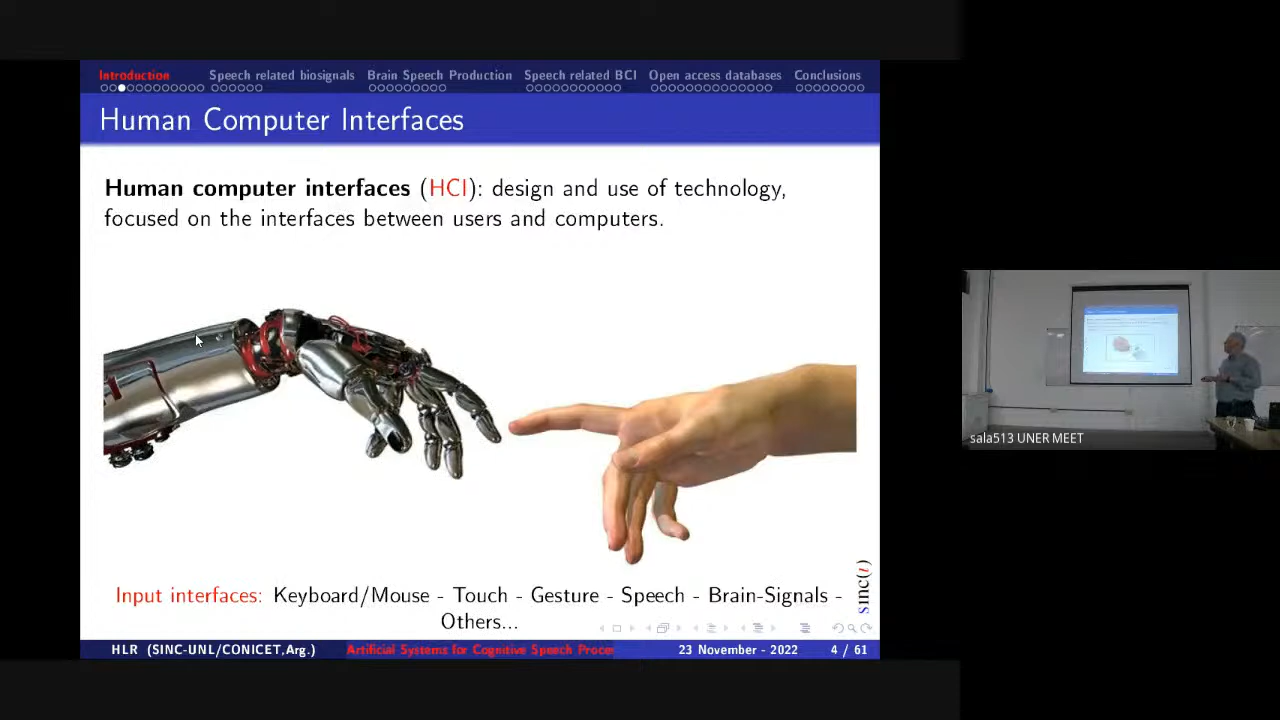 Introduction Speech related biosignals Brain Speech Production Speech related BCI Open access databases Conclusions
Human Computer Interfaces
Human computer interfaces (HCI): design and use of technology,
focused on the interfaces between users and computers.
Input interfaces: Keyboard/Mouse - Touch - Gesture - Speech - Brain-Signals -
Others...
sinc(i)
HLR (SINC-UNL/CONICET,Arg.) Artificial Systems for Cognitive Speech Proce 23 November - 2022 4 / 61
sala513 UNER MEET